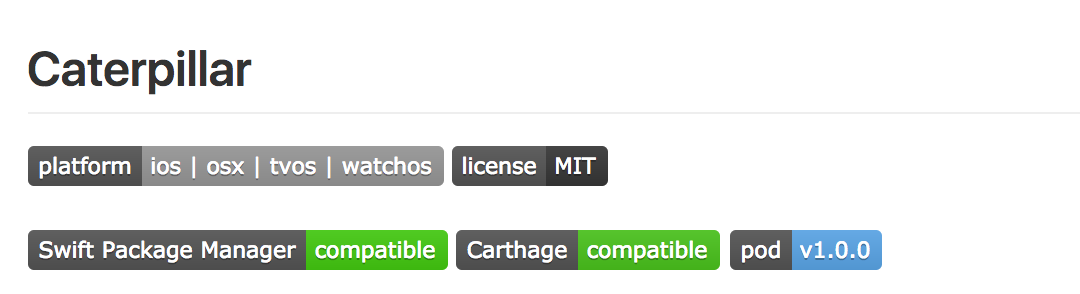 Caterpillar
platform ios | osx | tvos | watchos license MIT
Swift Package Manager compatible Carthage compatible pod v1.0.0